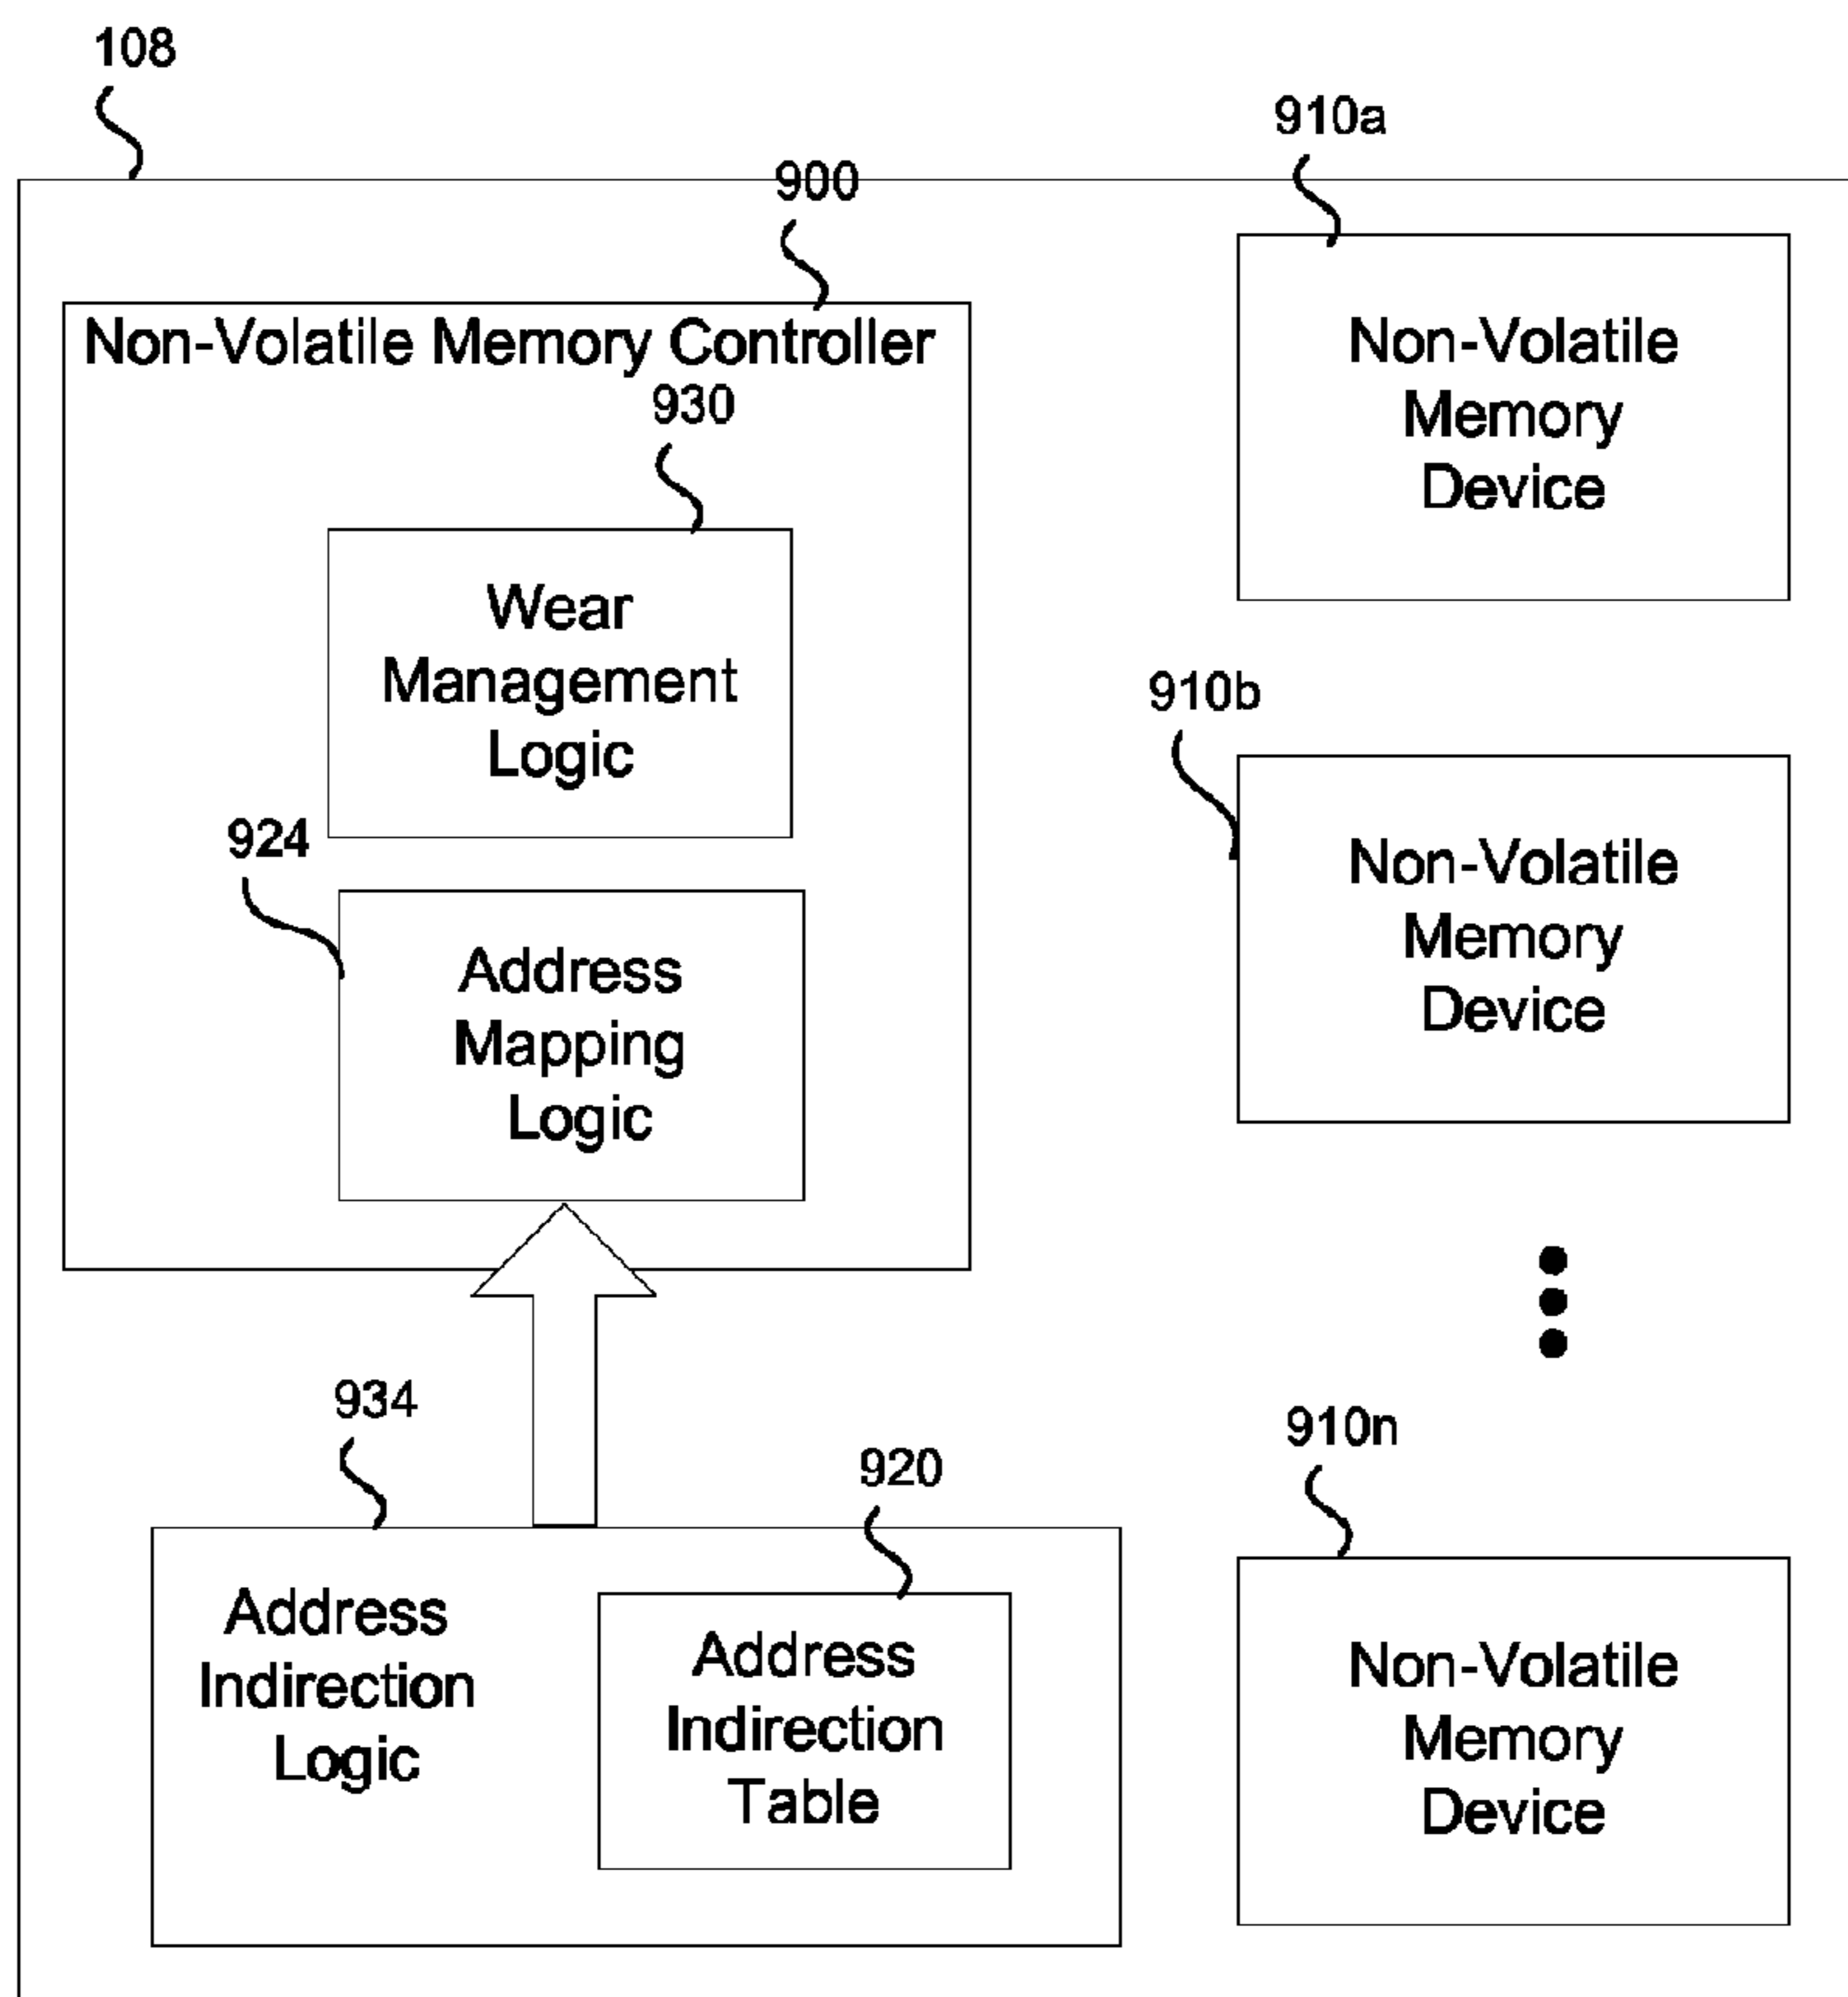 108
910a
900
Non-Volatile Memory Controller
930
Wear
Management
Logic
924
Address
Mapping
Logic
Non-Volatile
Memory
Device
910b
Non-Volatile
Memory
Device
934
Address
Indirection
Logic
920
Address
Indirection
Table
910n
Non-Volatile
Memory
Device